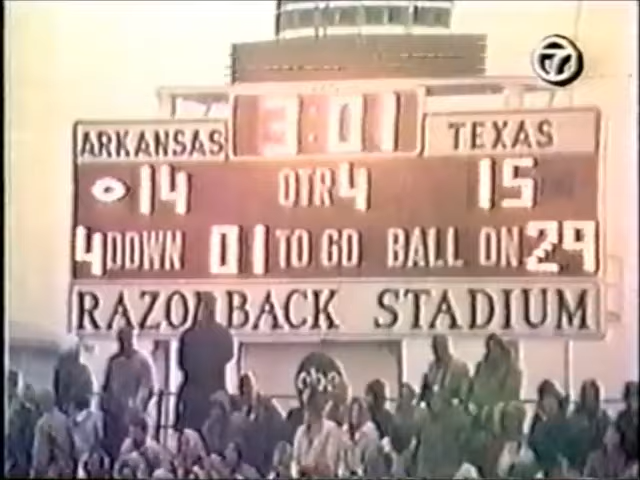 7
3:01
ARKANSAS TEXAS
14 QTR 4 15
4 DOWN 01 TO GO BALL ON 29
RAZORBACK STADIUM
abc